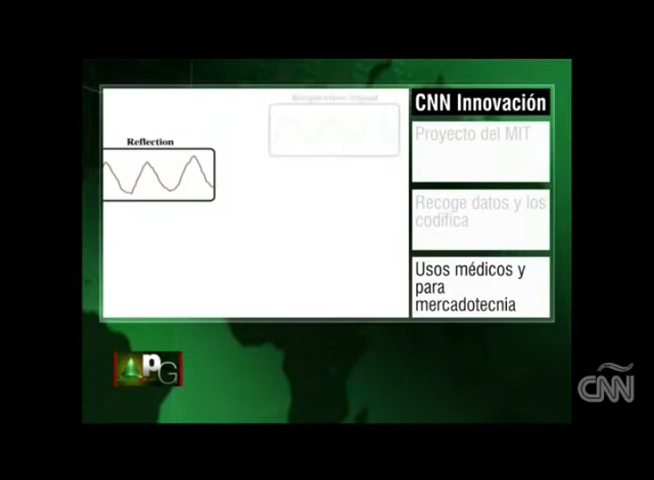 CNN Innovación
Proyecto del MIT
Reflection
Recoge datos y los
codifica
Usos médicos y
para
mercadotecnia
PG
CNN